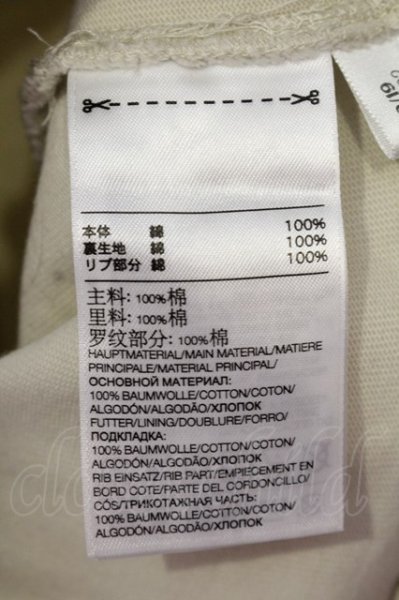 本体 綿 100%
裏生地 綿 100%
リブ部分 綿 100%
主料: 100%棉
里料: 100%棉
罗纹部分: 100%棉
HAUPTMATERIAL/MAIN MATERIAL/MATIERE
PRINCIPALE/MATERIAL PRINCIPAL/
ОСНОВНОЙ МАТЕРИАЛ:
100% BAUMWOLLE/COTTON/COTON/
ALGODÓN/ALGODÃO/ХЛОПОК
FUTTER/LINING/DOUBLURE/FORRO/
ПОДКЛАДКА:
100% BAUMWOLLE/COTTON/COTON/
ALGODÓN/ALGODÃO/ХЛОПОК
RIB EINSATZ/RIB PART/EMPIECEMENT EN
BORD COTE/PARTE DEL CORDONCILLO/
CÓS/ТРИКОТАЖНАЯ ЧАСТЬ:
100% BAUMWOLLE/COTTON/COTON/
ALGODÓN/ALGODÃO/ХЛОПОК